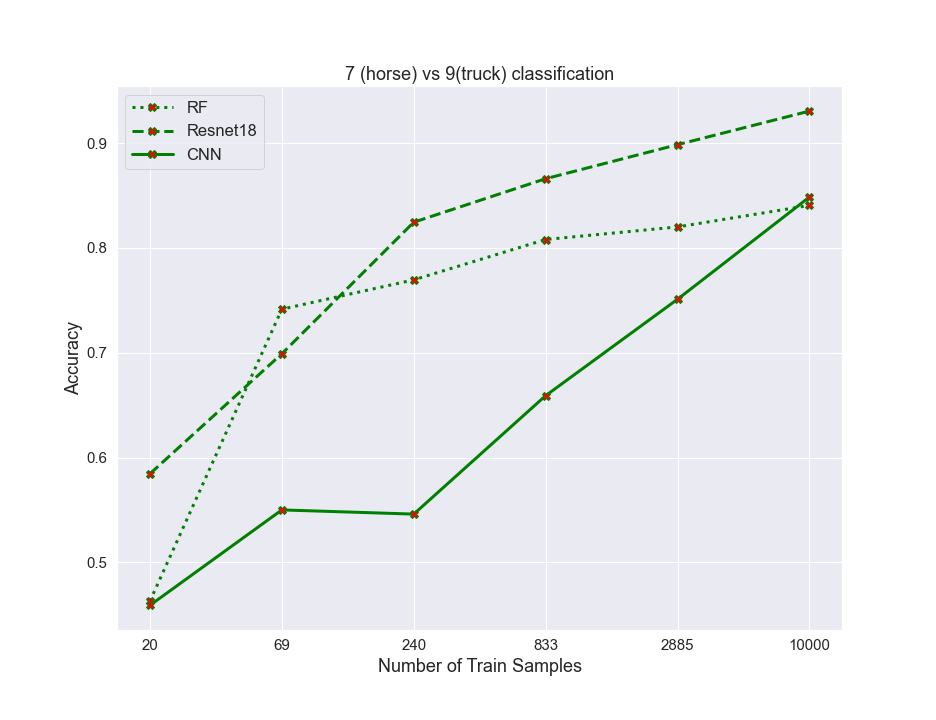 7 (horse) vs 9(truck) classification
RF
Resnet18
CNN
Accuracy
0.9
0.8
0.7
0.6
0.5
20 69 240 833 2885 10000
Number of Train Samples